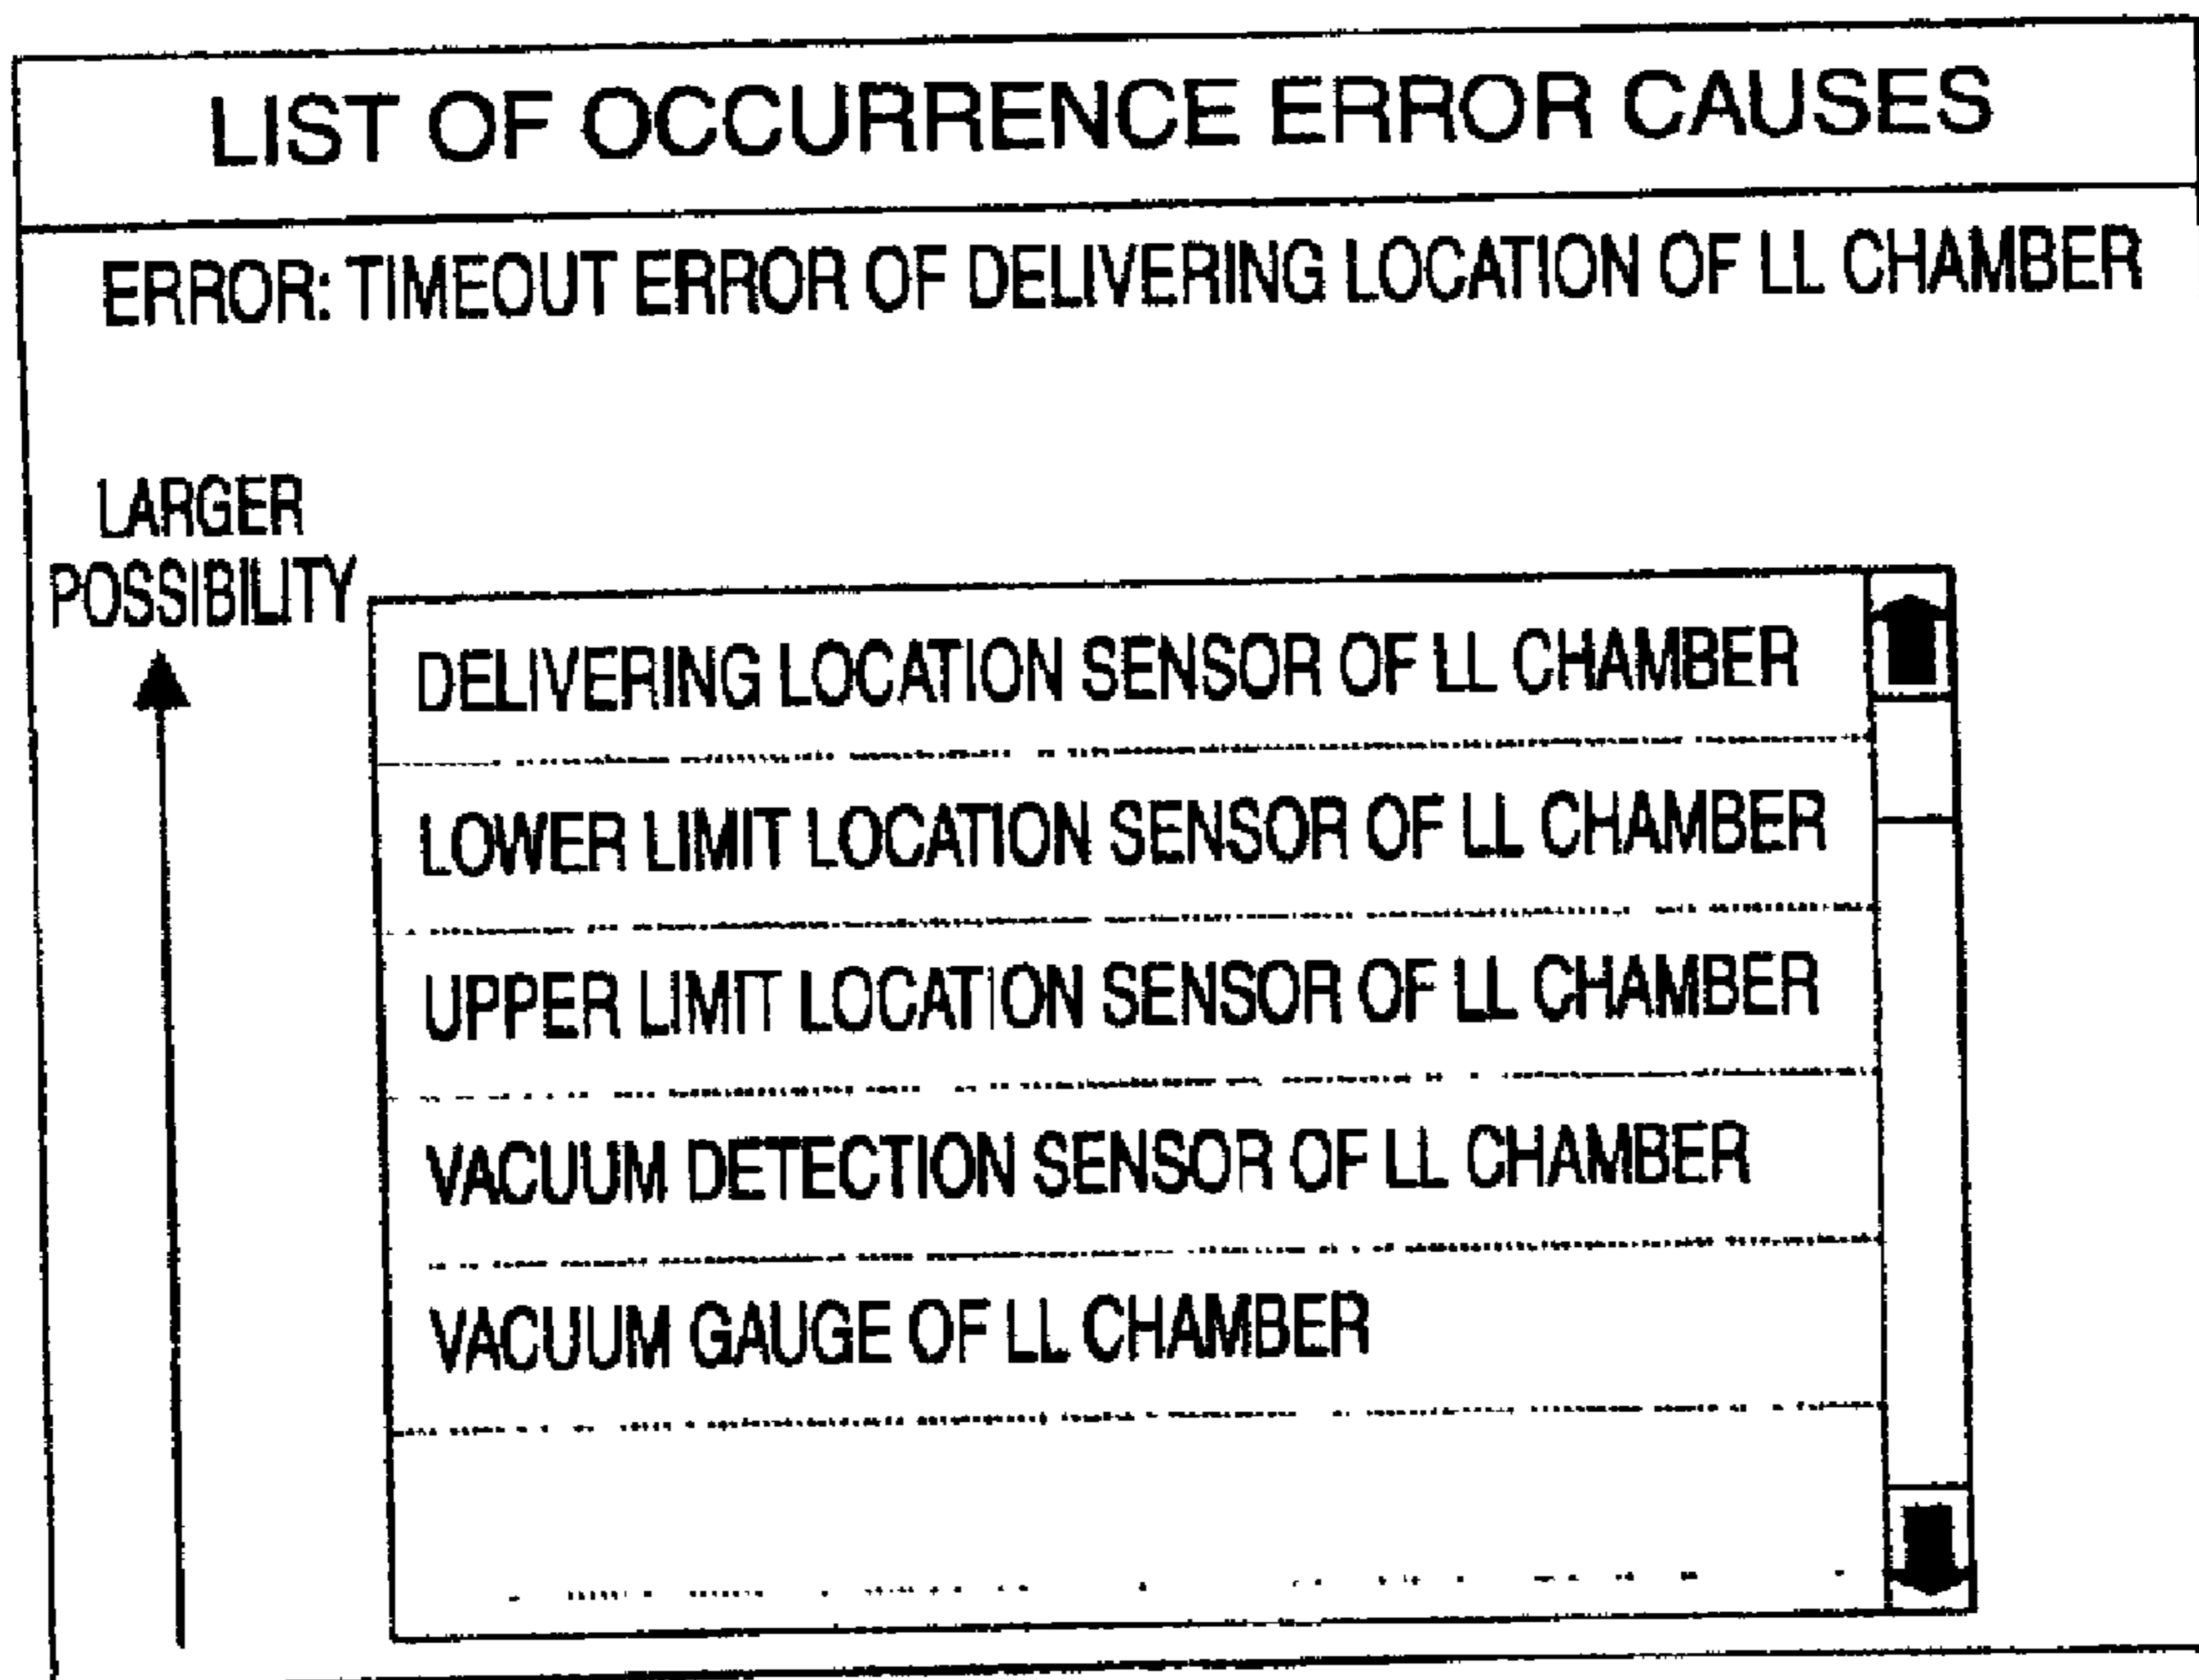 LIST OF OCCURRENCE ERROR CAUSES
ERROR: TIMEOUT ERROR OF DELIVERING LOCATION OF LL CHAMBER
LARGER
POSSIBILITY
DELIVERING LOCATION SENSOR OF LL CHAMBER
LOWER LIMIT LOCATION SENSOR OF LL CHAMBER
UPPER LIMIT LOCATION SENSOR OF LL CHAMBER
VACUUM DETECTION SENSOR OF LL CHAMBER
VACUUM GAUGE OF LL CHAMBER